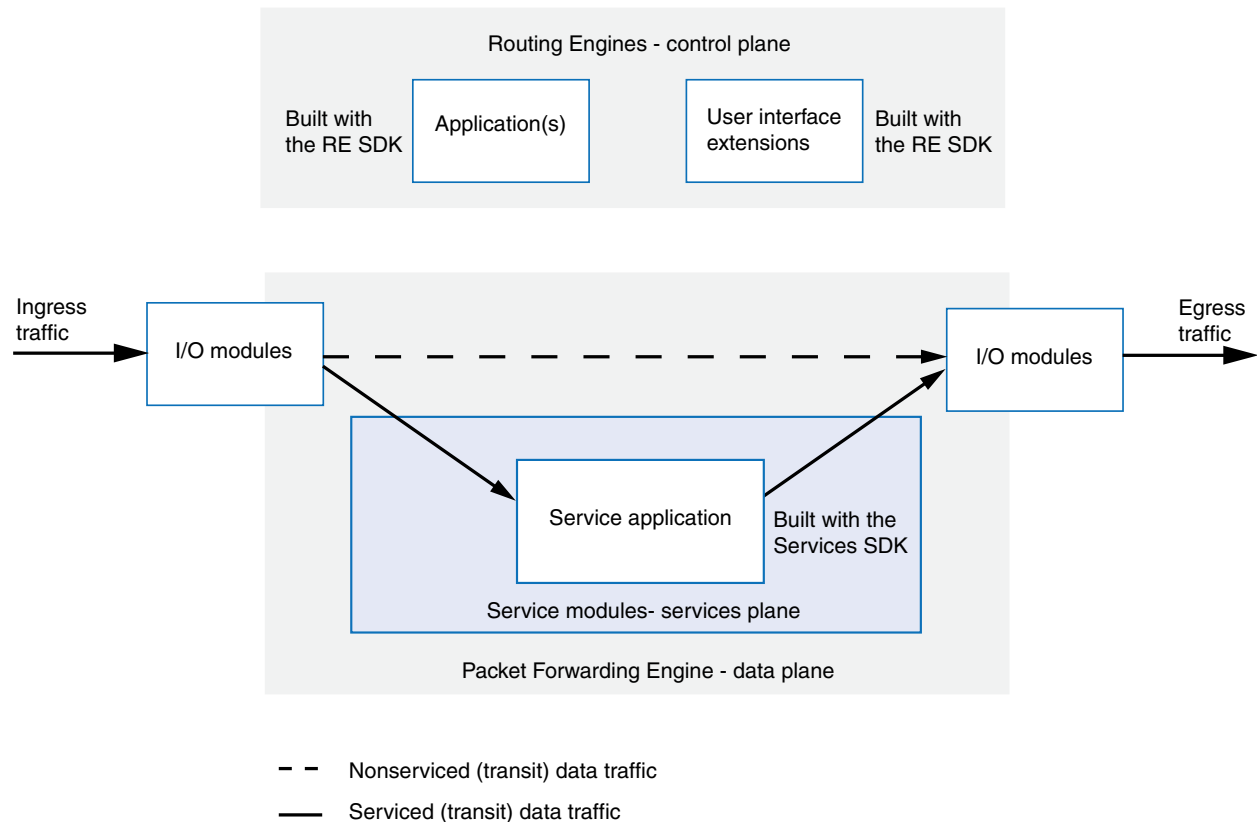 Routing Engines - control plane
Built with
the RE SDK
Application(s)
User interface
extensions
Built with
the RE SDK
Ingress
traffic
I/O modules
I/O modules
Egress
traffic
Service application
Built with the
Services SDK
Service modules- services plane
Packet Forwarding Engine - data plane
Nonserviced (transit) data traffic
Serviced (transit) data traffic